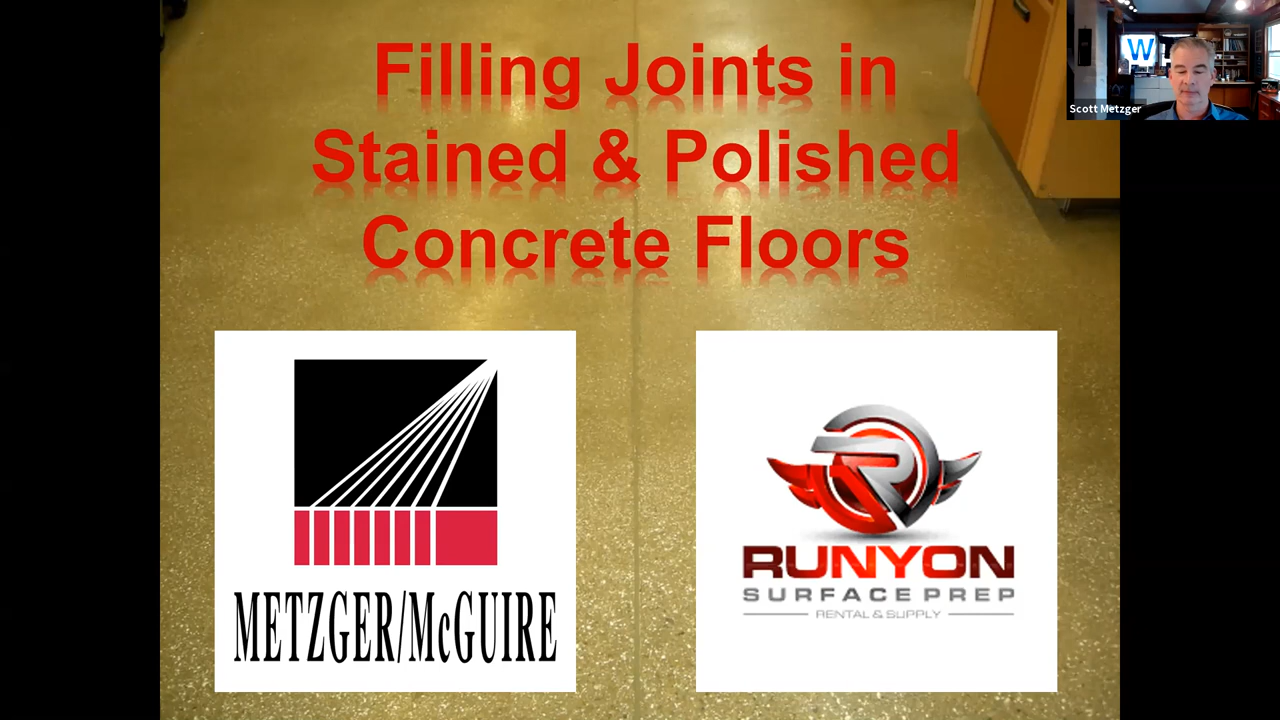 Filling Joints in
Stained & Polished
Concrete Floors
W
Scott Metzger
METZGER/McGUIRE
RUNYON
SURFACE PREP
RENTAL & SUPPLY